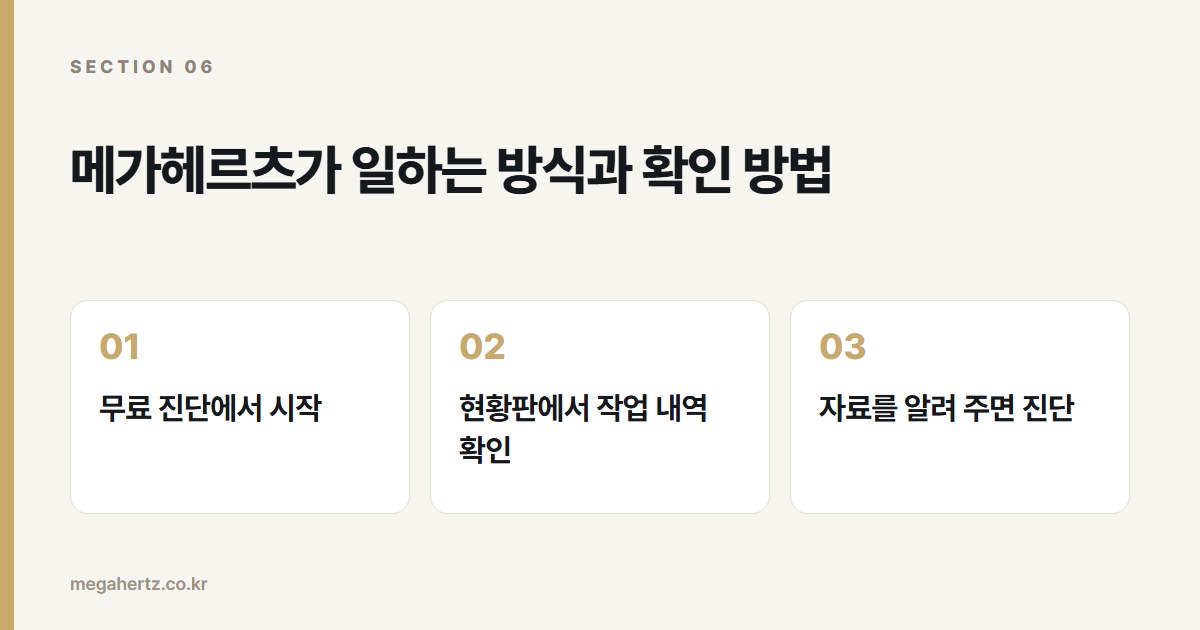 SECTION 06
메가헤르츠가 일하는 방식과 확인 방법
01
무료 진단에서 시작
02
현황판에서 작업 내역
확인
03
자료를 알려 주면 진단
megahertz.co.kr